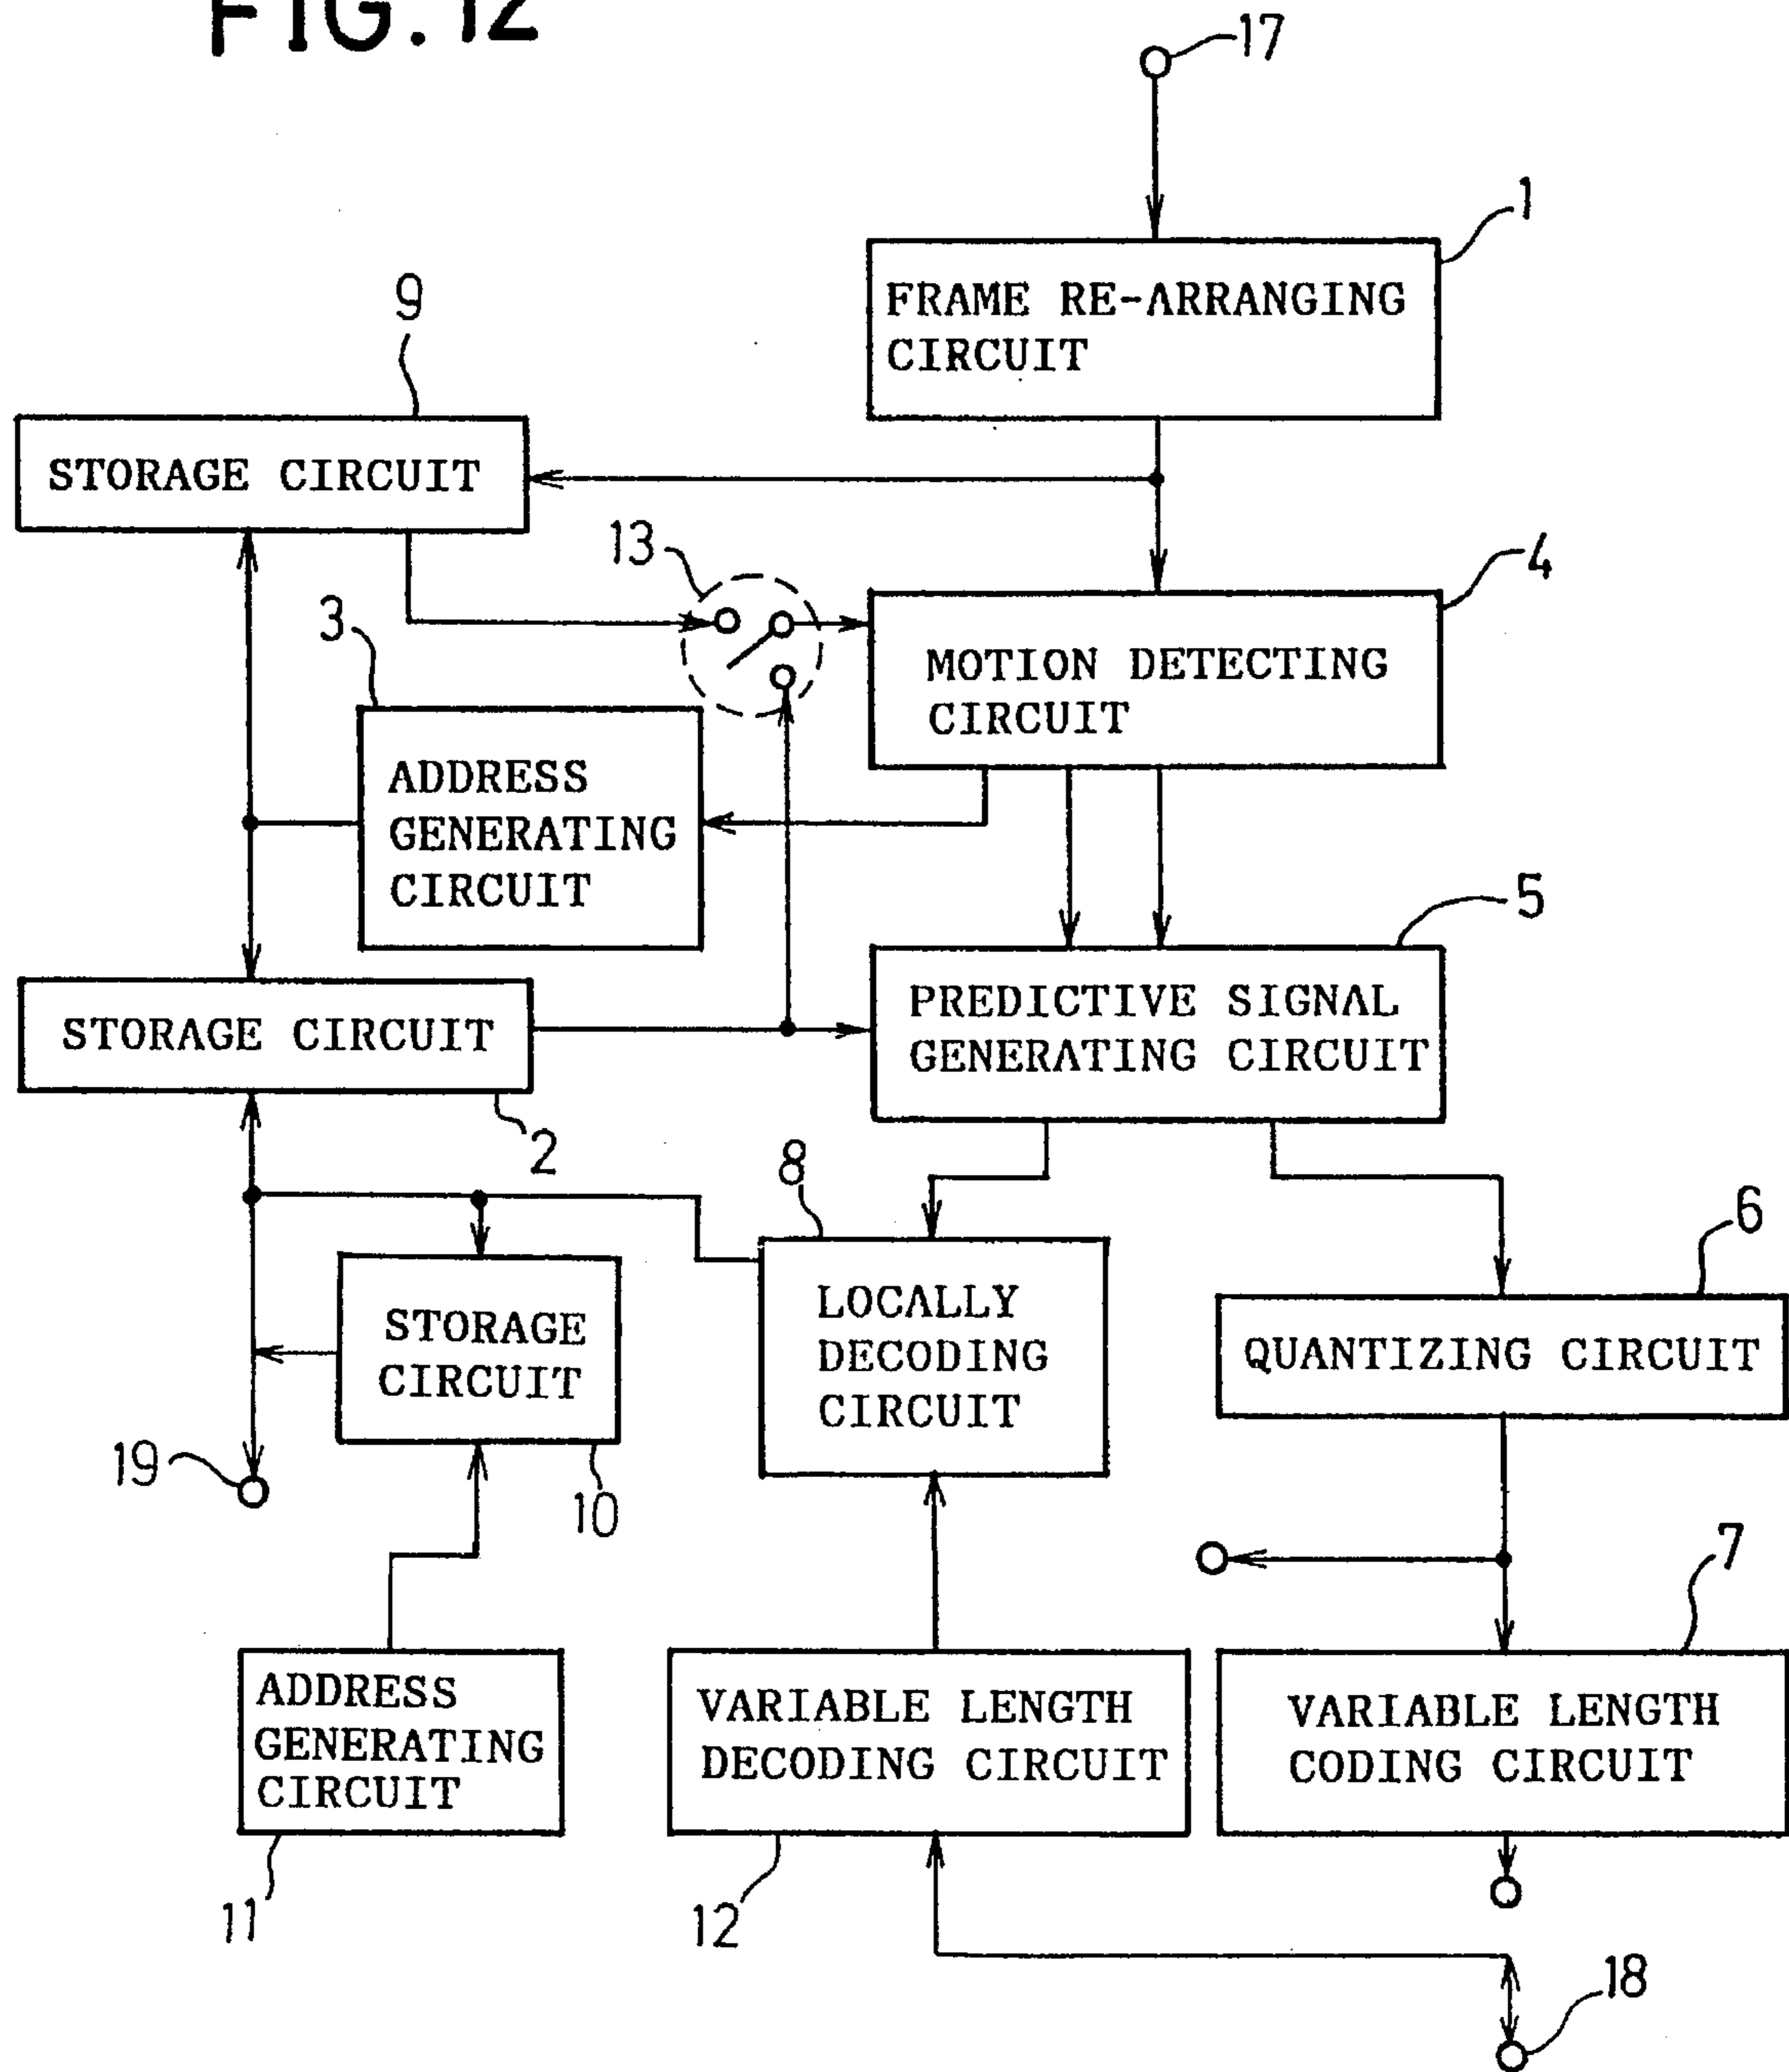 FIG. 12
17
1
FRAME RE-ARRANGING
CIRCUIT
9
STORAGE CIRCUIT
13
4
3
MOTION DETECTING
CIRCUIT
ADDRESS
GENERATING
CIRCUIT
5
PREDICTIVE SIGNAL
GENERATING CIRCUIT
STORAGE CIRCUIT
2
8
6
LOCALLY
DECODING
CIRCUIT
STORAGE
CIRCUIT
QUANTIZING CIRCUIT
19
10
7
ADDRESS
GENERATING
CIRCUIT
VARIABLE LENGTH
DECODING CIRCUIT
VARIABLE LENGTH
CODING CIRCUIT
11
12
18